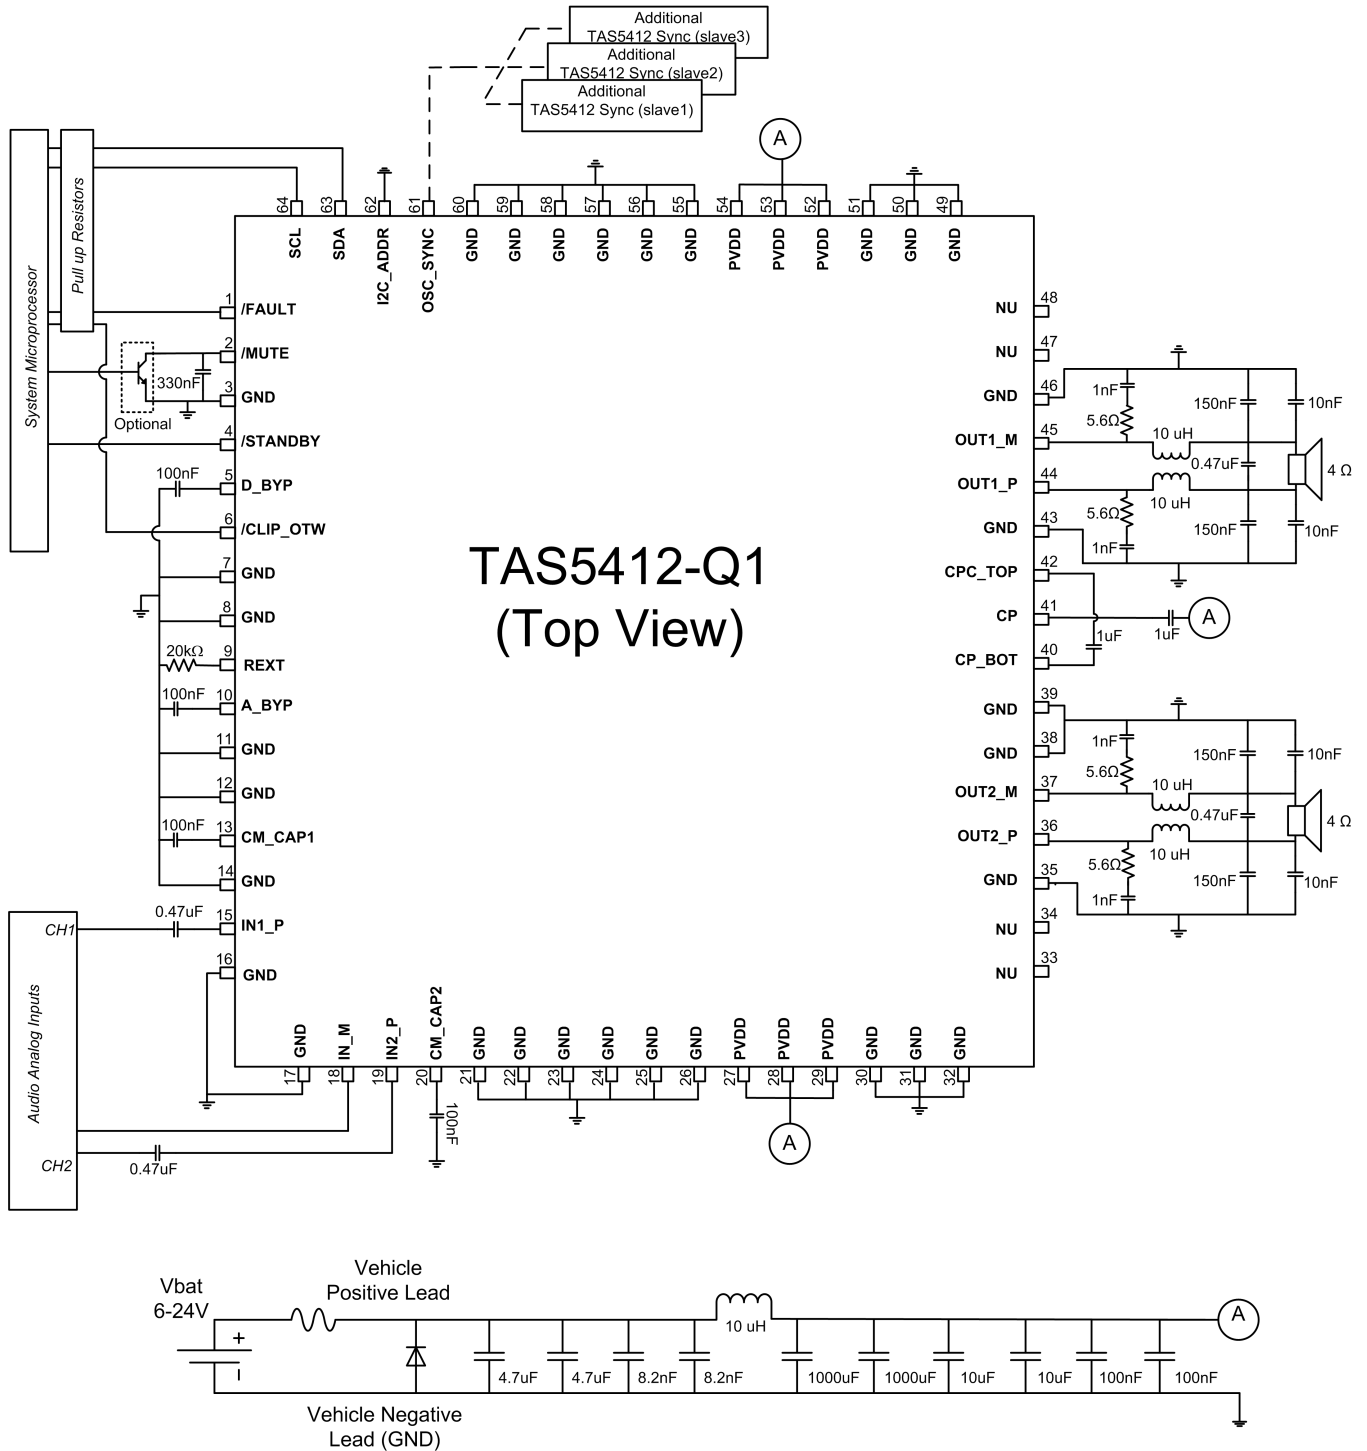 Additional
TAS5412 Sync (slave3)
Additional
TAS5412 Sync (slave2)
Additional
TAS5412 Sync (slave1)
A
System Microprocessor
Pull up Resistors
64
63
62
61
60
59
58
57
56
55
54
53
52
51
50
49
SCL
SDA
I2C_ADDR
OSC_SYNC
GND
GND
GND
GND
GND
GND
PVDD
PVDD
PVDD
GND
GND
GND
1
/FAULT
2
/MUTE
330nF
3
GND
Optional
4
/STANDBY
100nF
5
D_BYP
6
/CLIP_OTW
7
GND
8
GND
20kΩ
9
REXT
100nF
10
A_BYP
11
GND
12
GND
100nF
13
CM_CAP1
14
GND
0.47uF
15
IN1_P
16
GND
TAS5412-Q1
(Top View)
NU
48
NU
47
GND
46
OUT1_M
45
OUT1_P
44
GND
43
CPC_TOP
42
CP
41
CP_BOT
40
GND
39
GND
38
OUT2_M
37
OUT2_P
36
GND
35
NU
34
NU
33
1nF
5.6Ω
10 uH
150nF
10nF
0.47uF
4 Ω
10 uH
5.6Ω
1nF
150nF
10nF
1uF
1uF
A
1nF
5.6Ω
10 uH
150nF
10nF
0.47uF
4 Ω
10 uH
5.6Ω
1nF
150nF
10nF
CH1
Audio Analog Inputs
CH2
0.47uF
GND
IN_M
IN2_P
CM_CAP2
GND
GND
GND
GND
GND
GND
PVDD
PVDD
PVDD
GND
GND
GND
17
18
19
20
21
22
23
24
25
26
27
28
29
30
31
32
100nF
A
Vbat
6-24V
+
–
Vehicle
Positive Lead
10 uH
A
4.7uF
4.7uF
8.2nF
8.2nF
1000uF
1000uF
10uF
10uF
100nF
100nF
Vehicle Negative
Lead (GND)